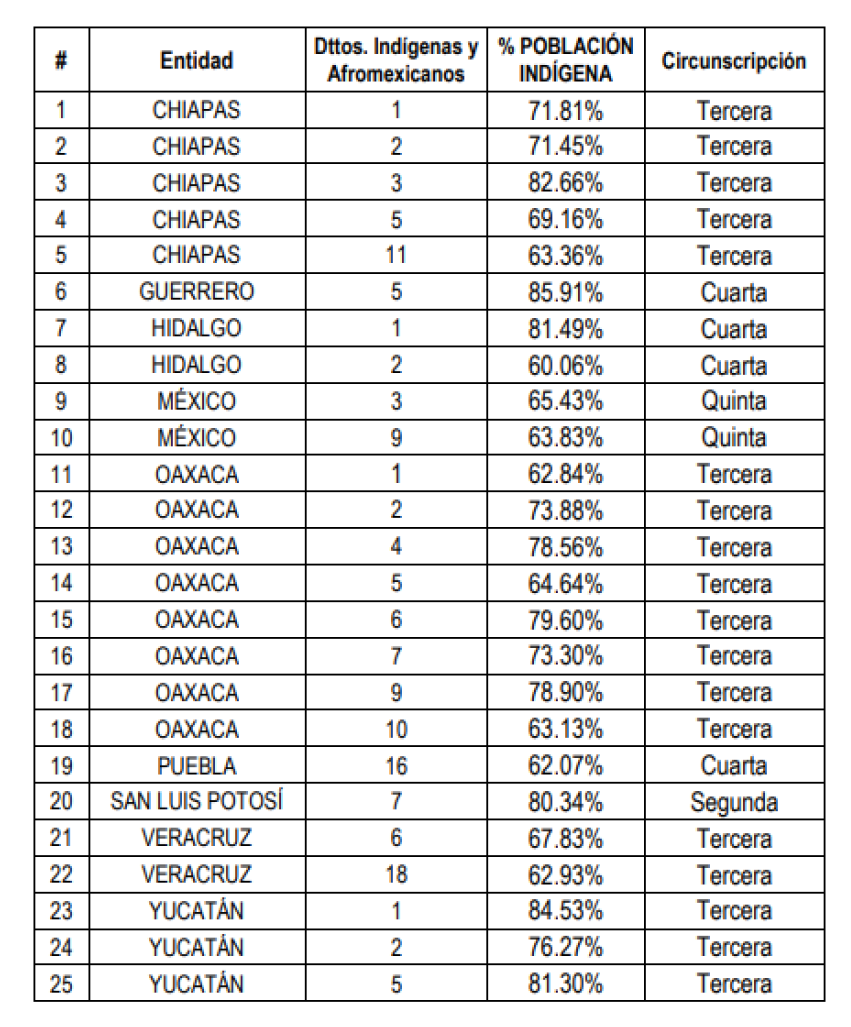 # Entidad Dttos. Indígenas y Afromexicanos % POBLACIÓN INDÍGENA Circunscripción
1 CHIAPAS 1 71.81% Tercera
2 CHIAPAS 2 71.45% Tercera
3 CHIAPAS 3 82.66% Tercera
4 CHIAPAS 5 69.16% Tercera
5 CHIAPAS 11 63.36% Tercera
6 GUERRERO 5 85.91% Cuarta
7 HIDALGO 1 81.49% Cuarta
8 HIDALGO 2 60.06% Cuarta
9 MÉXICO 3 65.43% Quinta
10 MÉXICO 9 63.83% Quinta
11 OAXACA 1 62.84% Tercera
12 OAXACA 2 73.88% Tercera
13 OAXACA 4 78.56% Tercera
14 OAXACA 5 64.64% Tercera
15 OAXACA 6 79.60% Tercera
16 OAXACA 7 73.30% Tercera
17 OAXACA 9 78.90% Tercera
18 OAXACA 10 63.13% Tercera
19 PUEBLA 16 62.07% Cuarta
20 SAN LUIS POTOSÍ 7 80.34% Segunda
21 VERACRUZ 6 67.83% Tercera
22 VERACRUZ 18 62.93% Tercera
23 YUCATÁN 1 84.53% Tercera
24 YUCATÁN 2 76.27% Tercera
25 YUCATÁN 5 81.30% Tercera